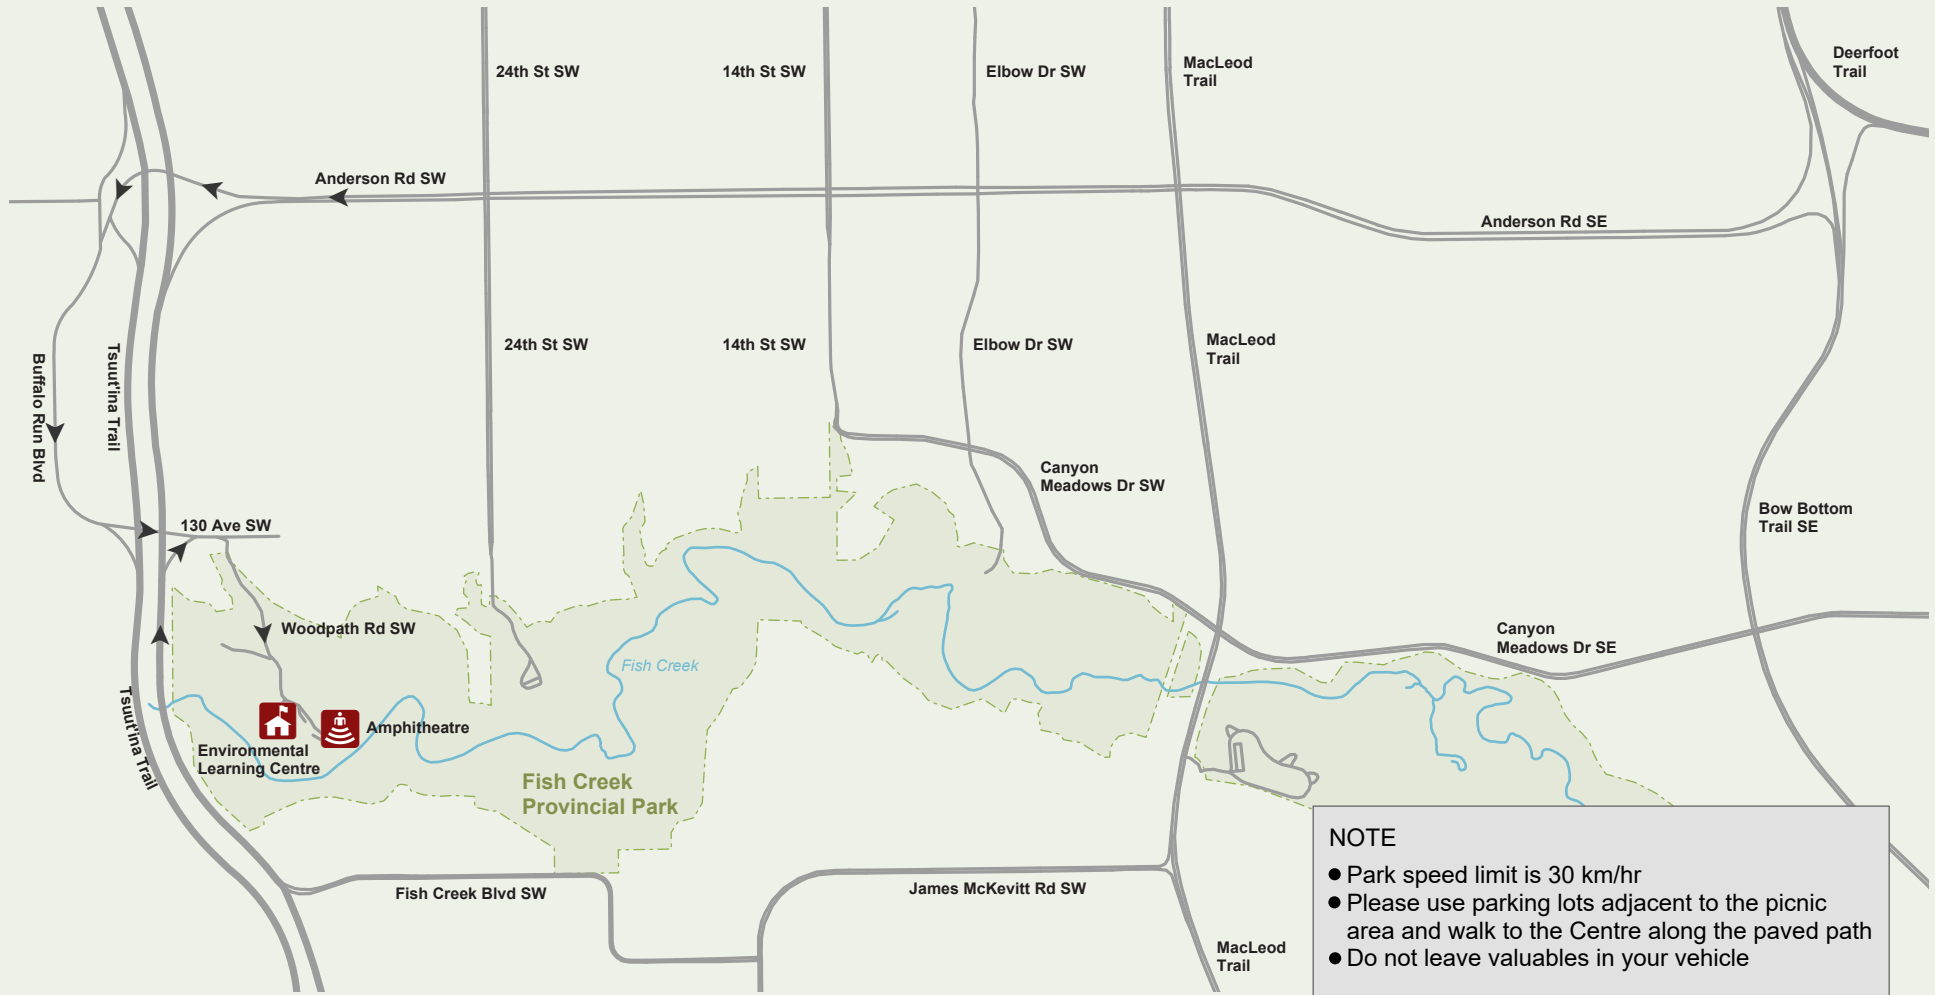 24th St SW
14th St SW
Elbow Dr SW
MacLeod
Trail
Deerfoot
Trail
Anderson Rd SW
Anderson Rd SE
Buffalo Run Blvd
Tsuut'ina Trail
24th St SW
14th St SW
Elbow Dr SW
MacLeod
Trail
Canyon
Meadows Dr SW
130 Ave SW
Bow Bottom
Trail SE
Woodpath Rd SW
Fish Creek
Canyon
Meadows Dr SE
Tsuut'ina Trail
Amphitheatre
Environmental
Learning Centre
Fish Creek
Provincial Park
Fish Creek Blvd SW
James McKevitt Rd SW
MacLeod
Trail
NOTE
● Park speed limit is 30 km/hr
● Please use parking lots adjacent to the picnic
area and walk to the Centre along the paved path
● Do not leave valuables in your vehicle